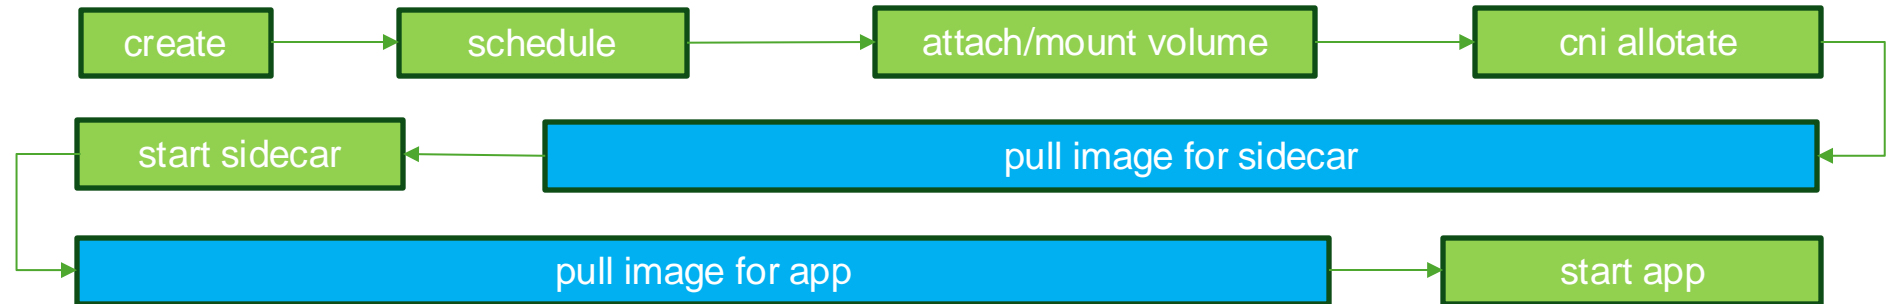 create
schedule
attach/mount volume
cni allotate
start sidecar
pull image for sidecar
pull image for app
start app